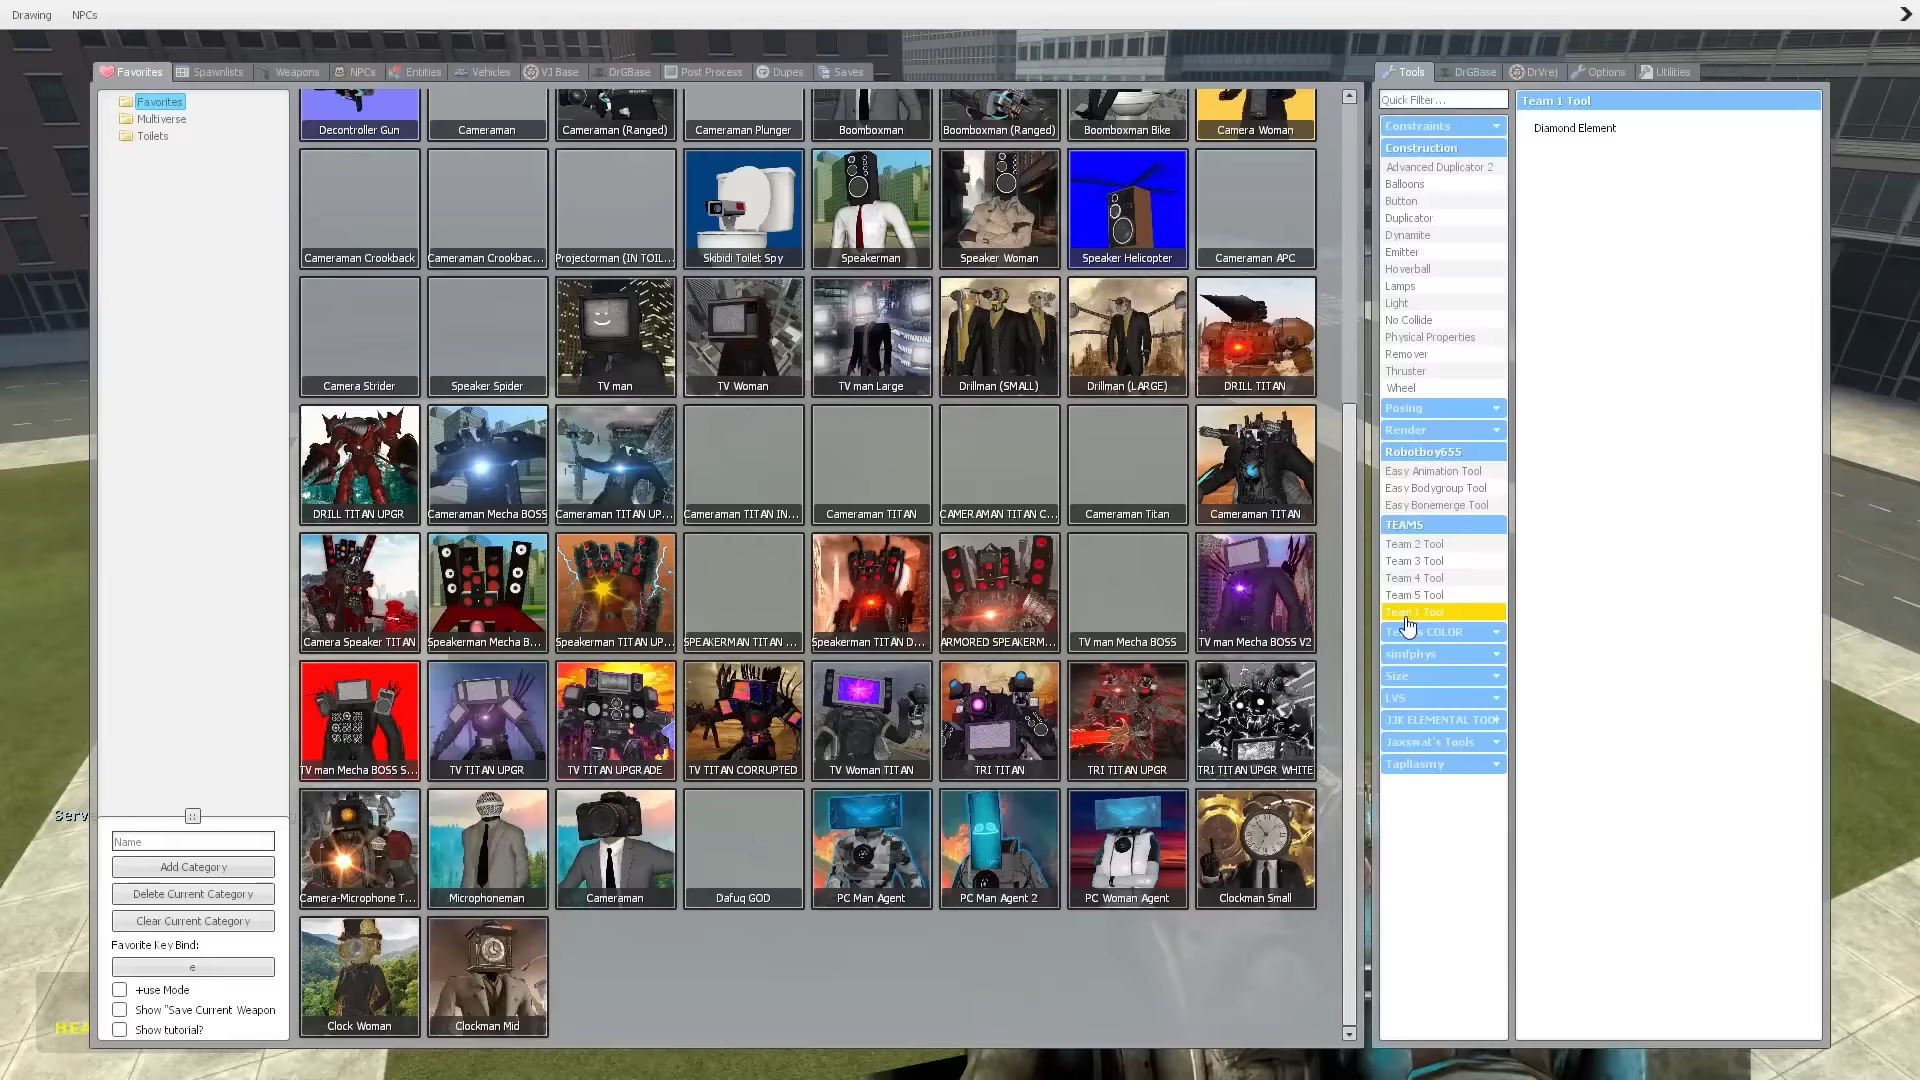 Drawing NPCs
Favorites Spawnlists Weapons NPCs Entities Vehicles VJ Base DrGBase Post Process Dupes Saves
Favorites
Multiverse
Toilets
Decontroller Gun Cameraman Cameraman (Ranged) Cameraman Plunger Boomboxman Boomboxman (Ranged) Boomboxman Bike Camera Woman
Cameraman Crookback Cameraman Crookbac... Projectorman (IN TOIL... Skibidi Toilet Spy Speakerman Speaker Woman Speaker Helicopter Cameraman APC
Camera Strider Speaker Spider TV man TV Woman TV man Large Drillman (SMALL) Drillman (LARGE) DRILL TITAN
DRILL TITAN UPGR Cameraman Mecha BOSS Cameraman TITAN UP... Cameraman TITAN IN... Cameraman TITAN CAMERAMAN TITAN C... Cameraman Titan Cameraman TITAN
Camera Speaker TITAN Speakerman Mecha B... Speakerman TITAN UP... SPEAKERMAN TITAN ... Speakerman TITAN D... ARMORED SPEAKERM... TV man Mecha BOSS TV man Mecha BOSS V2
TV man Mecha BOSS S... TV TITAN UPGR TV TITAN UPGRADE TV TITAN CORRUPTED TV Woman TITAN TRI TITAN TRI TITAN UPGR TRI TITAN UPGR WHITE
Camera-Microphone T... Microphoneman Cameraman Dafuq GOD PC Man Agent PC Man Agent 2 PC Woman Agent Clockman Small
Clock Woman Clockman Mid
Serv
Name
Add Category
Delete Current Category
Clear Current Category
Favorite Key Bind:
e
+use Mode
Show "Save Current Weapon
Show tutorial?
HEA
Tools DrGBase DrVrej Options Utilities
Quick Filter...
Constraints
Construction
Advanced Duplicator 2
Balloons
Button
Duplicator
Dynamite
Emitter
Hoverball
Lamps
Light
No Collide
Physical Properties
Remover
Thruster
Wheel
Posing
Render
Robotboy655
Easy Animation Tool
Easy Bodygroup Tool
Easy Bonemerge Tool
TEAMS
Team 2 Tool
Team 3 Tool
Team 4 Tool
Team 5 Tool
Team 1 Tool
COLOR
simfphys
Size
LVS
JJK ELEMENTAL TOOL
Jaxswat's Tools
Tapliasmy
Team 1 Tool
Diamond Element